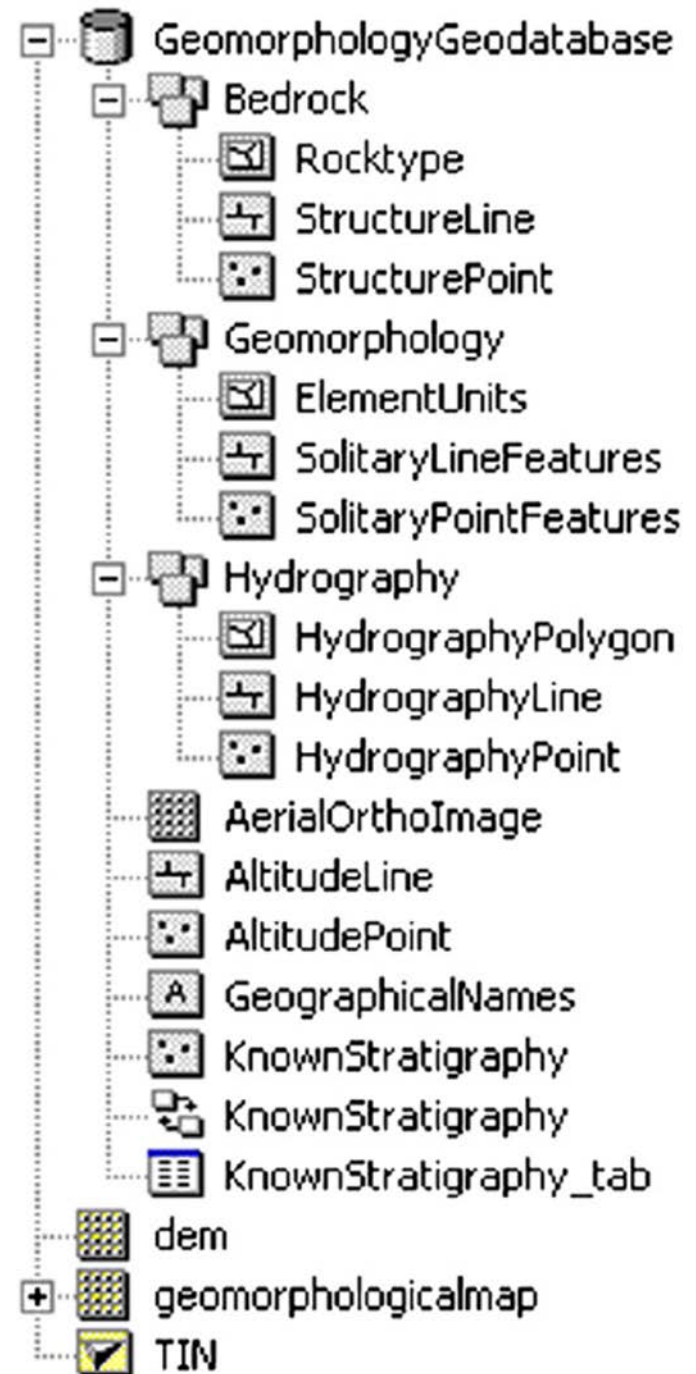 GeomorphologyGeodatabase
Bedrock
Rocktype
StructureLine
StructurePoint
Geomorphology
ElementUnits
SolitaryLineFeatures
SolitaryPointFeatures
Hydrography
HydrographyPolygon
HydrographyLine
HydrographyPoint
AerialOrthoImage
AltitudeLine
AltitudePoint
A GeographicalNames
KnownStratigraphy
KnownStratigraphy
KnownStratigraphy_tab
dem
geomorphologicalmap
TIN